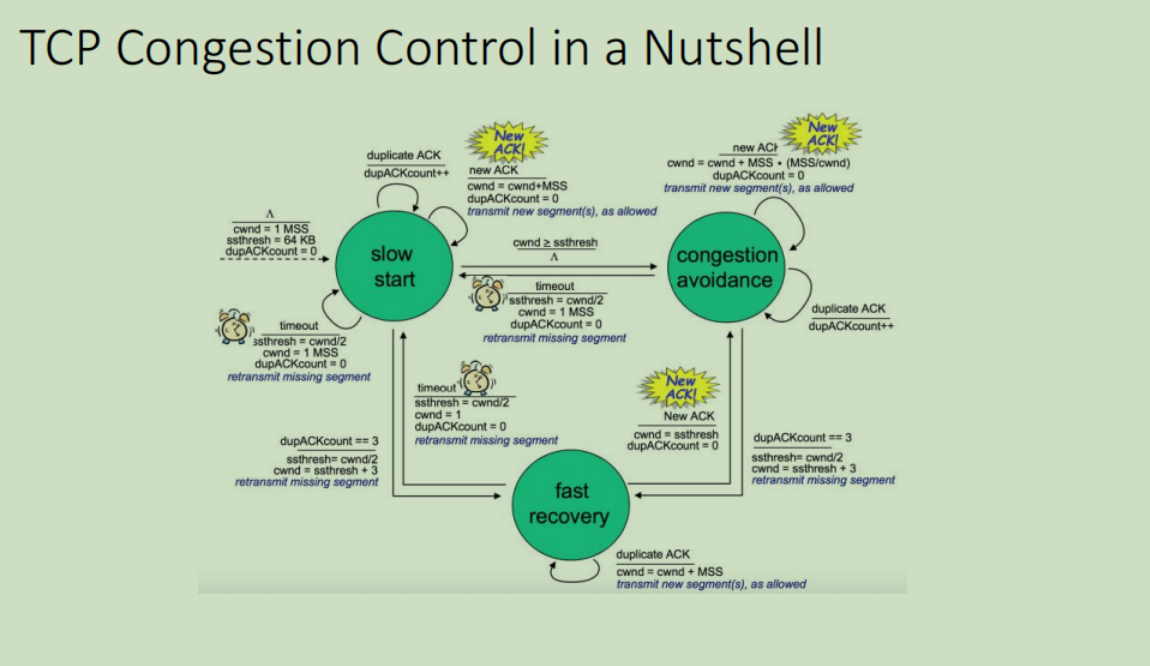 TCP Congestion Control in a Nutshell
duplicate ACK
dupACKcount++
New
ACK!
new ACK
cwnd = cwnd+MSS
dupACKcount = 0
transmit new segment(s), as allowed
New
ACK!
new ACK
cwnd = cwnd + MSS • (MSS/cwnd)
dupACKcount = 0
transmit new segment(s), as allowed
Λ
cwnd = 1 MSS
ssthresh = 64 KB
dupACKcount = 0
slow
start
cwnd ≥ ssthresh
Λ
congestion
avoidance
timeout
ssthresh = cwnd/2
cwnd = 1 MSS
dupACKcount = 0
retransmit missing segment
duplicate ACK
dupACKcount++
timeout
ssthresh = cwnd/2
cwnd = 1 MSS
dupACKcount = 0
retransmit missing segment
timeout
ssthresh = cwnd/2
cwnd = 1
dupACKcount = 0
retransmit missing segment
New
ACK!
New ACK
cwnd = ssthresh
dupACKcount = 0
dupACKcount == 3
ssthresh= cwnd/2
cwnd = ssthresh + 3
retransmit missing segment
dupACKcount == 3
ssthresh= cwnd/2
cwnd = ssthresh + 3
retransmit missing segment
fast
recovery
duplicate ACK
cwnd = cwnd + MSS
transmit new segment(s), as allowed